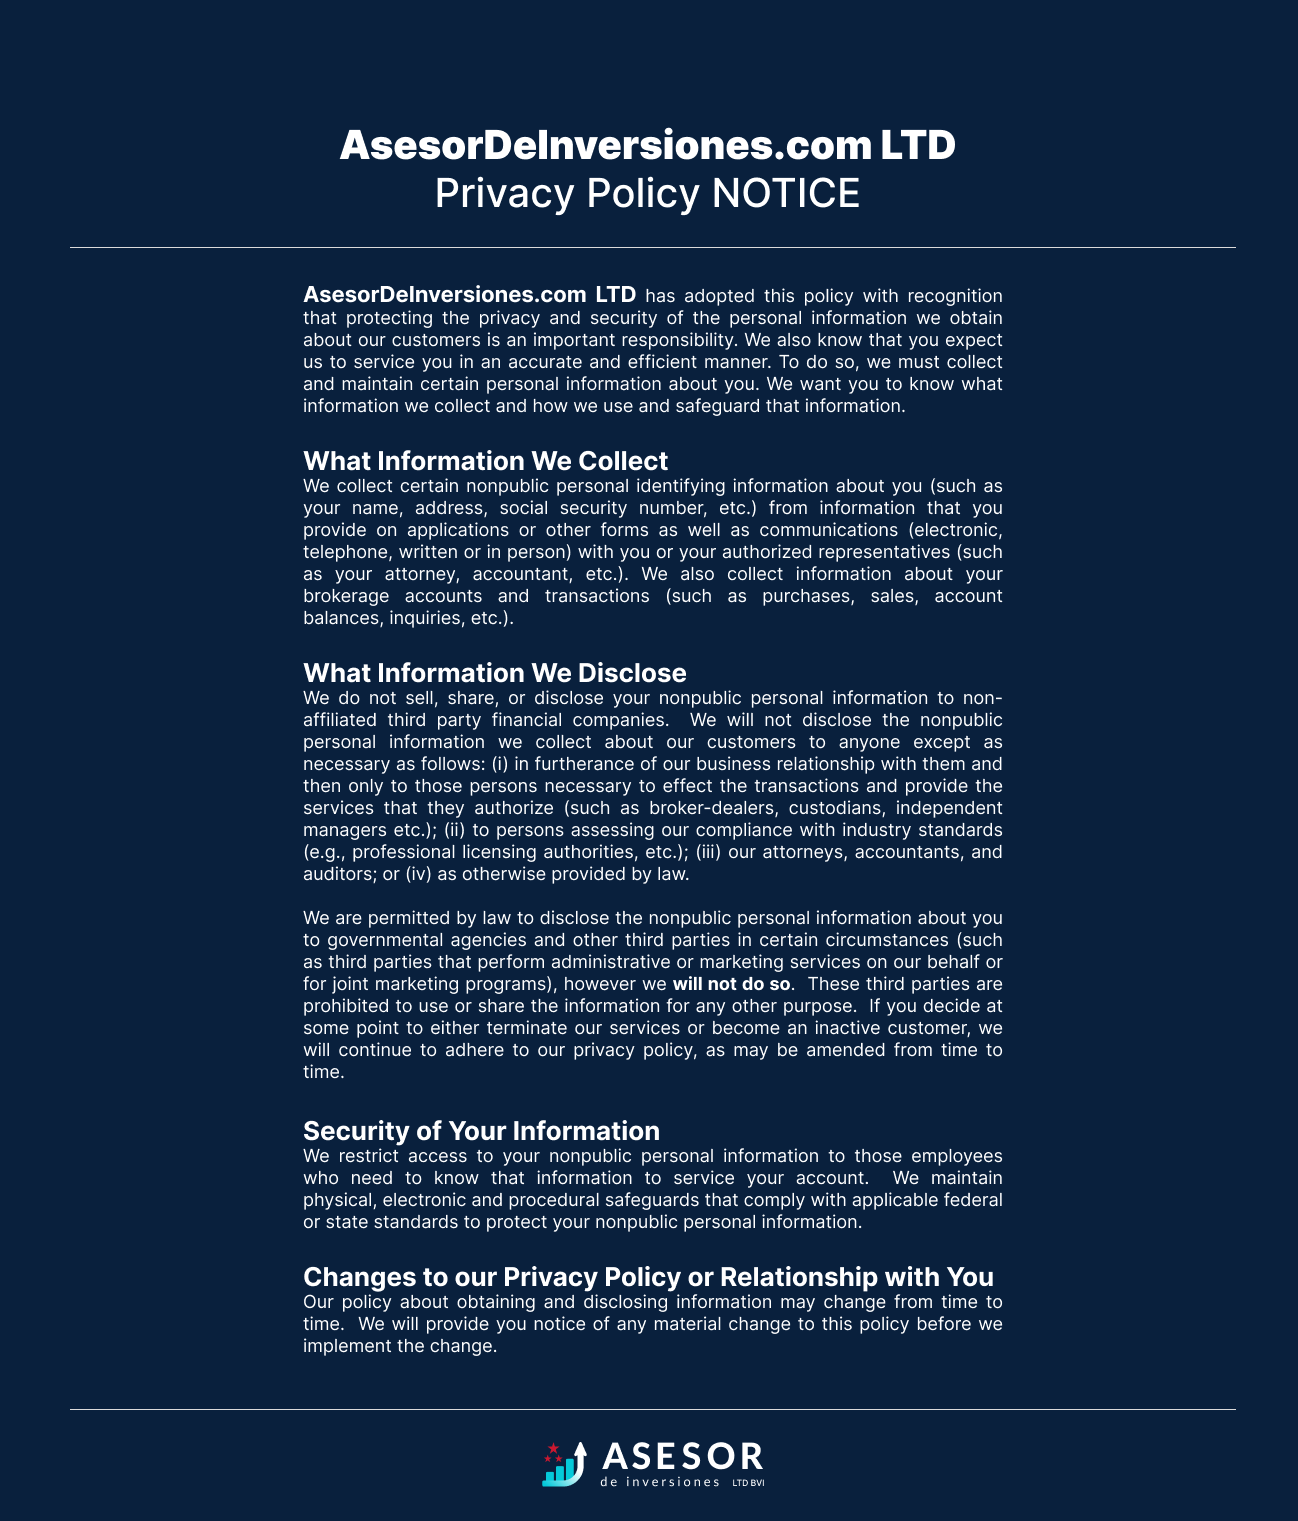 AsesorDeInversiones.com LTD
Privacy Policy NOTICE
AsesorDeInversiones.com LTD has adopted this policy with recognition
that protecting the privacy and security of the personal information we obtain
about our customers is an important responsibility. We also know that you expect
us to service you in an accurate and efficient manner. To do so, we must collect
and maintain certain personal information about you. We want you to know what
information we collect and how we use and safeguard that information.
What Information We Collect
We collect certain nonpublic personal identifying information about you (such as
your name, address, social security number, etc.) from information that you
provide on applications or other forms as well as communications (electronic,
telephone, written or in person) with you or your authorized representatives (such
as your attorney, accountant, etc.). We also collect information about your
brokerage accounts and transactions (such as purchases, sales, account
balances, inquiries, etc.).
What Information We Disclose
We do not sell, share, or disclose your nonpublic personal information to non-
affiliated third party financial companies.  We will not disclose the nonpublic
personal information we collect about our customers to anyone except as
necessary as follows: (i) in furtherance of our business relationship with them and
then only to those persons necessary to effect the transactions and provide the
services that they authorize (such as broker-dealers, custodians, independent
managers etc.); (ii) to persons assessing our compliance with industry standards
(e.g., professional licensing authorities, etc.); (iii) our attorneys, accountants, and
auditors; or (iv) as otherwise provided by law.
We are permitted by law to disclose the nonpublic personal information about you
to governmental agencies and other third parties in certain circumstances (such
as third parties that perform administrative or marketing services on our behalf or
for joint marketing programs), however we will not do so.  These third parties are
prohibited to use or share the information for any other purpose.  If you decide at
some point to either terminate our services or become an inactive customer, we
will continue to adhere to our privacy policy, as may be amended from time to
time.
Security of Your Information
We restrict access to your nonpublic personal information to those employees
who need to know that information to service your account.  We maintain
physical, electronic and procedural safeguards that comply with applicable federal
or state standards to protect your nonpublic personal information.
Changes to our Privacy Policy or Relationship with You
Our policy about obtaining and disclosing information may change from time to
time.  We will provide you notice of any material change to this policy before we
implement the change.
ASESOR
de inversiones LTD BVI